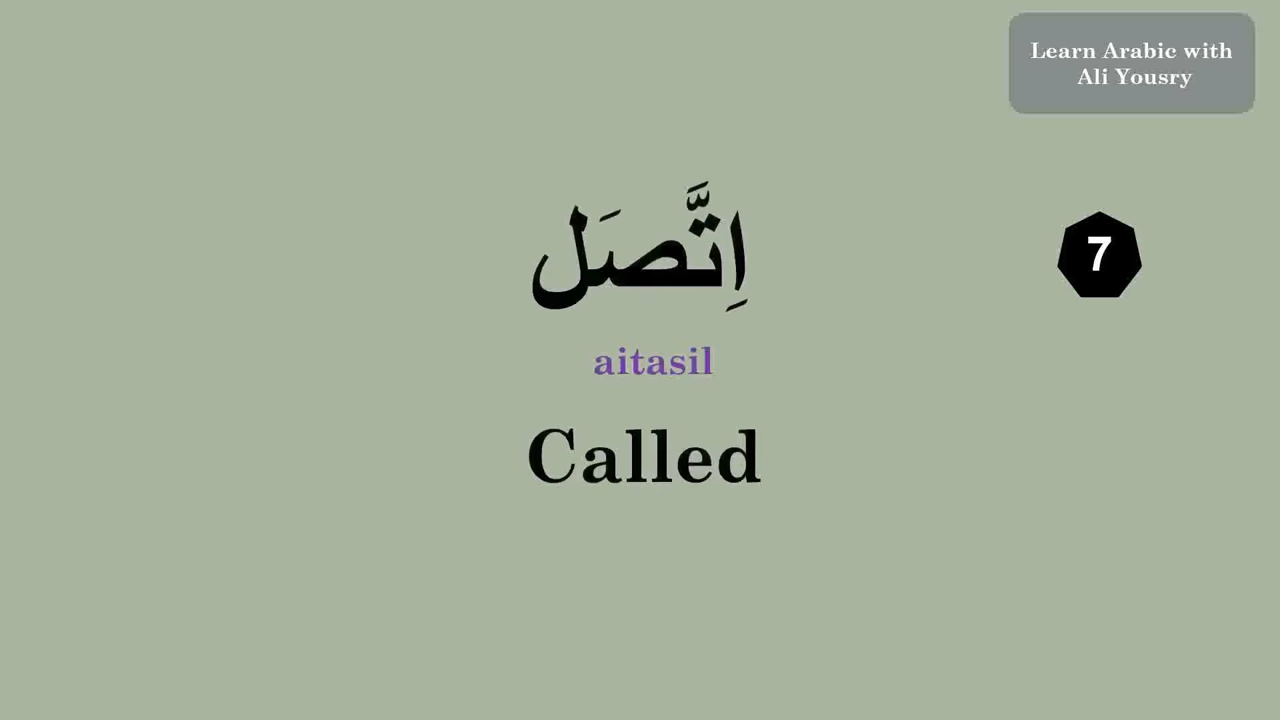 Learn Arabic with
Ali Yousry
اِتَّصَل
7
aitasil
Called